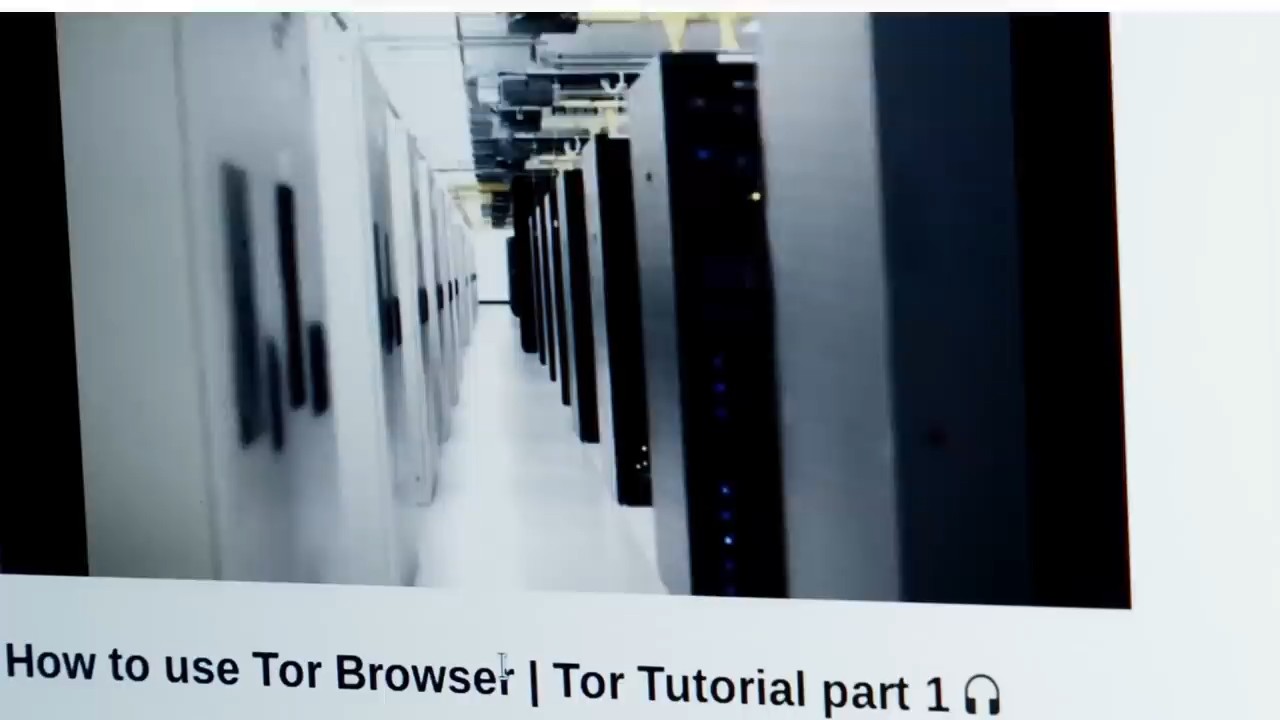 How to use Tor Browser | Tor Tutorial part 1 🎧